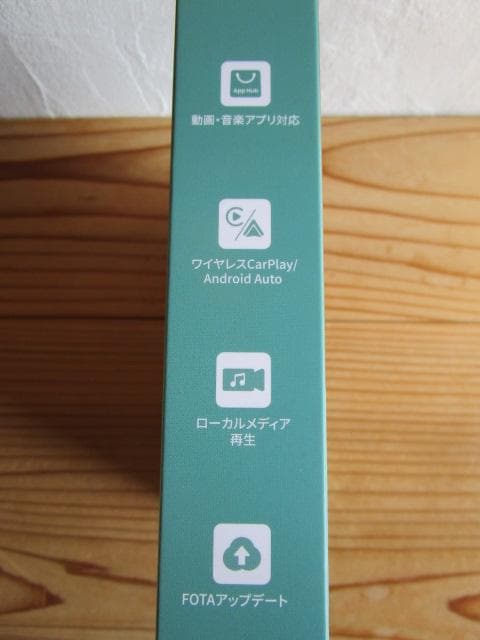 App Hub
動画・音楽アプリ対応
ワイヤレスCarPlay/
Android Auto
ローカルメディア
再生
FOTAアップデート